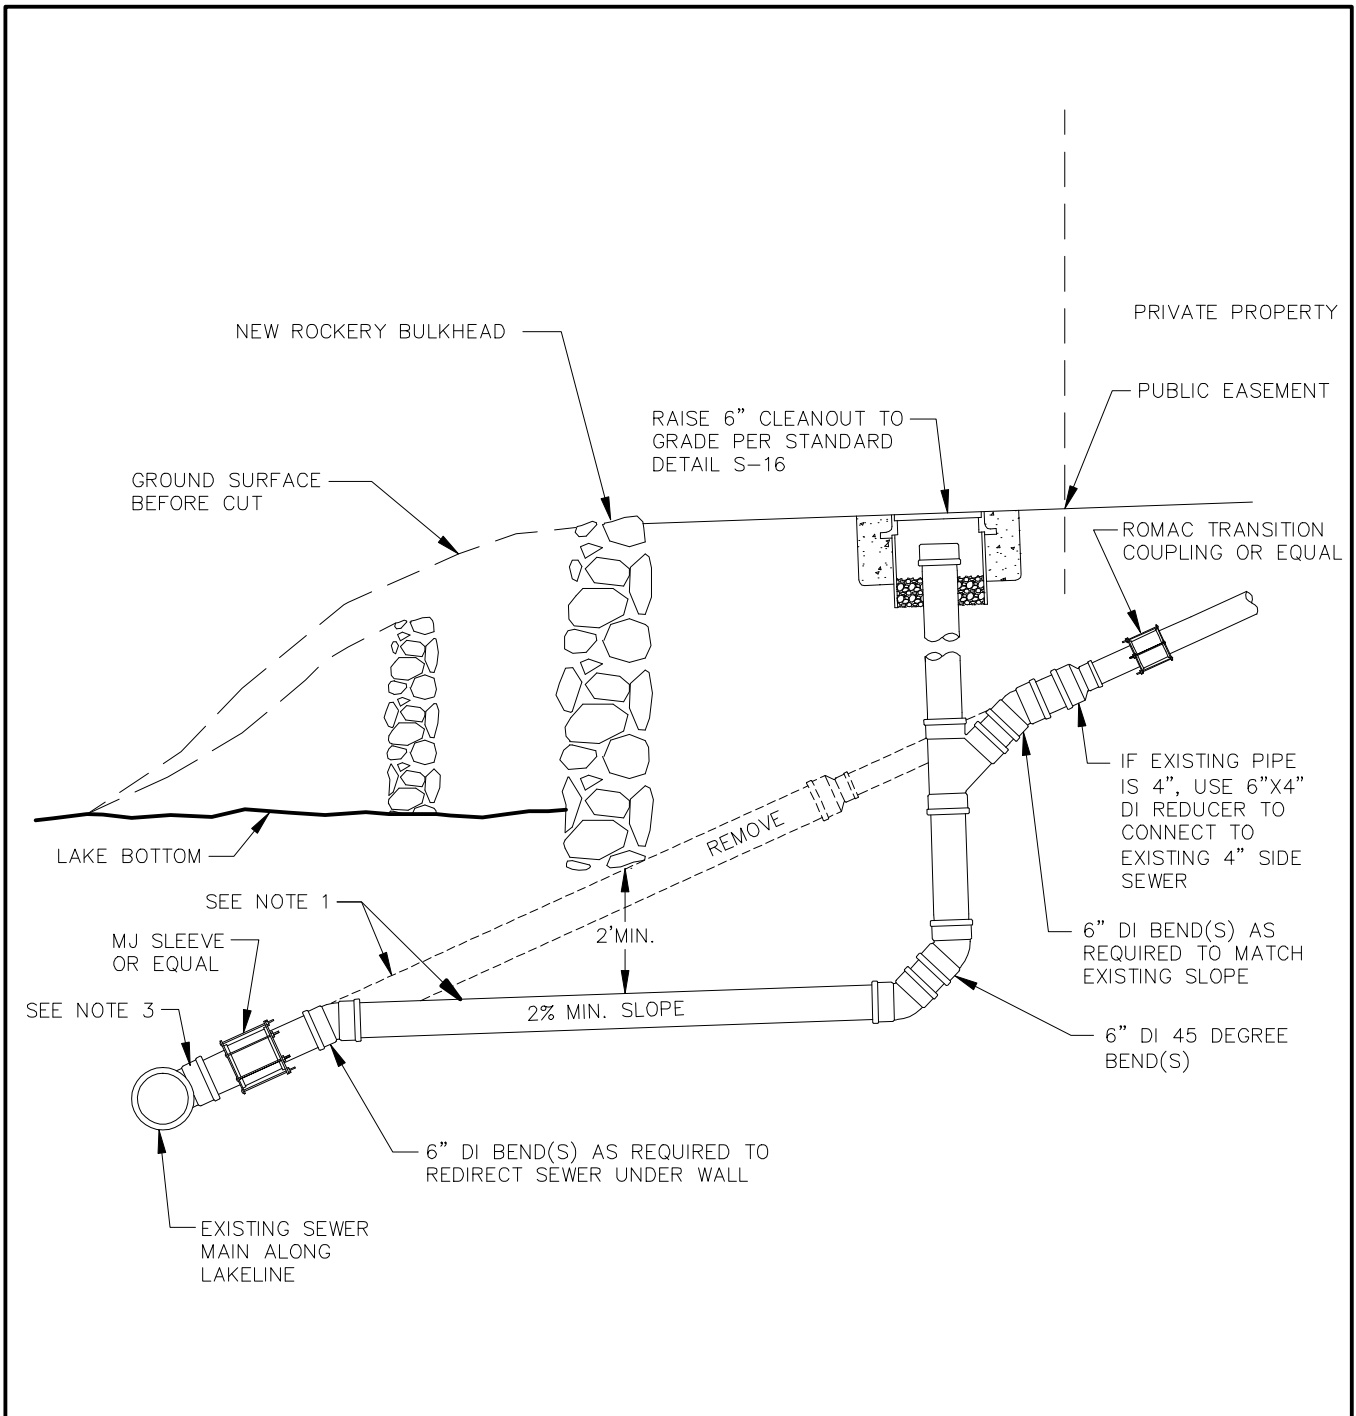 PRIVATE PROPERTY
NEW ROCKERY BULKHEAD
PUBLIC EASEMENT
RAISE 6" CLEANOUT TO
GRADE PER STANDARD
DETAIL S-16
GROUND SURFACE
BEFORE CUT
ROMAC TRANSITION
COUPLING OR EQUAL
IF EXISTING PIPE
IS 4", USE 6"X4"
DI REDUCER TO
CONNECT TO
EXISTING 4" SIDE
SEWER
REMOVE
LAKE BOTTOM
SEE NOTE 1
2'MIN.
6" DI BEND(S) AS
REQUIRED TO MATCH
EXISTING SLOPE
MJ SLEEVE
OR EQUAL
SEE NOTE 3
2% MIN. SLOPE
6" DI 45 DEGREE
BEND(S)
6" DI BEND(S) AS REQUIRED TO
REDIRECT SEWER UNDER WALL
EXISTING SEWER
MAIN ALONG
LAKELINE